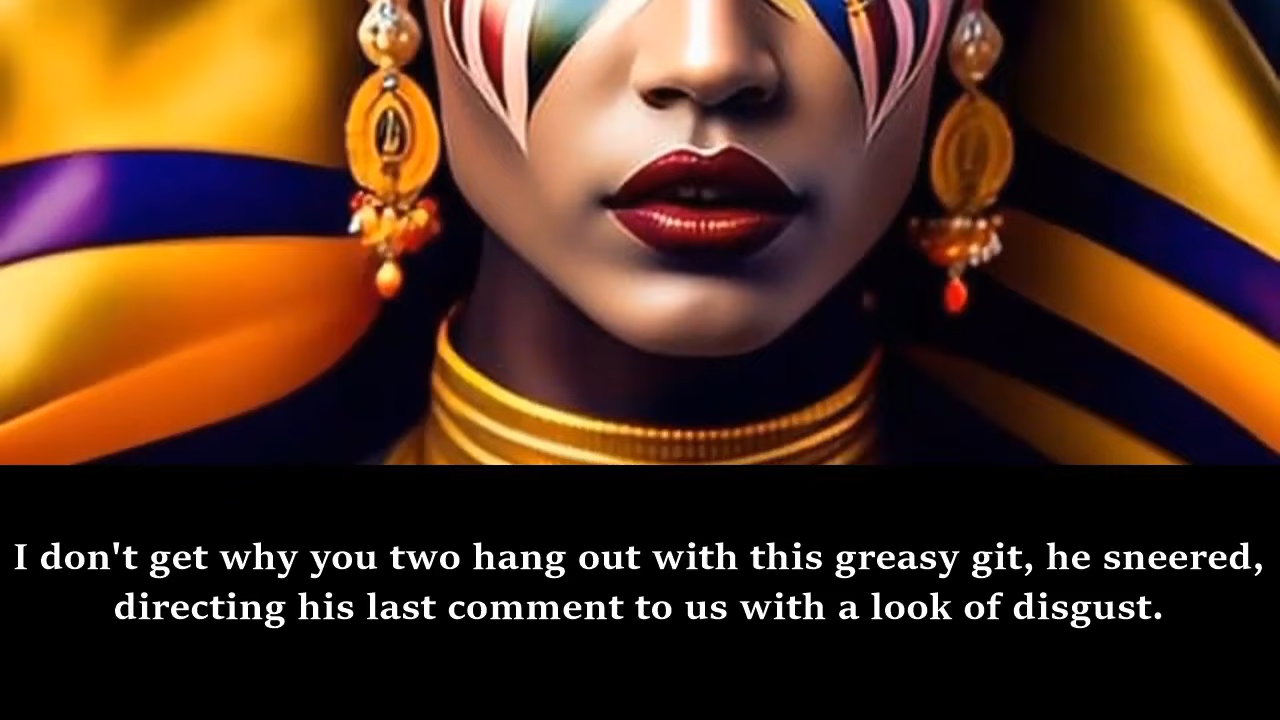 I don't get why you two hang out with this greasy git, he sneered,
directing his last comment to us with a look of disgust.